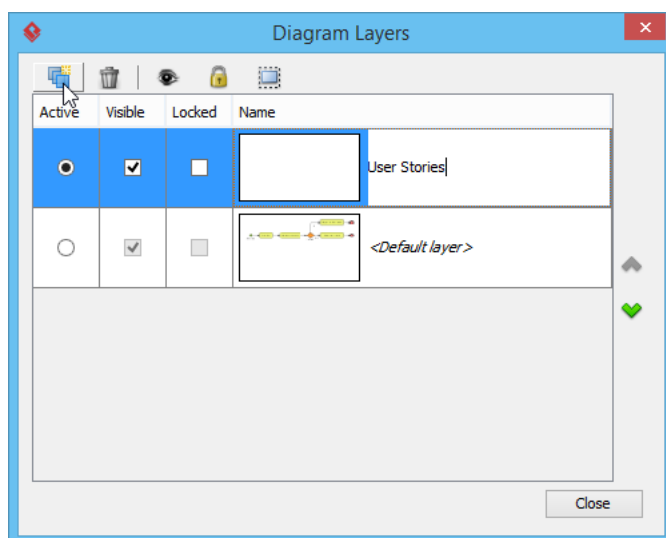 Diagram Layers
Active Visible Locked Name
User Stories
<Default layer>
Close